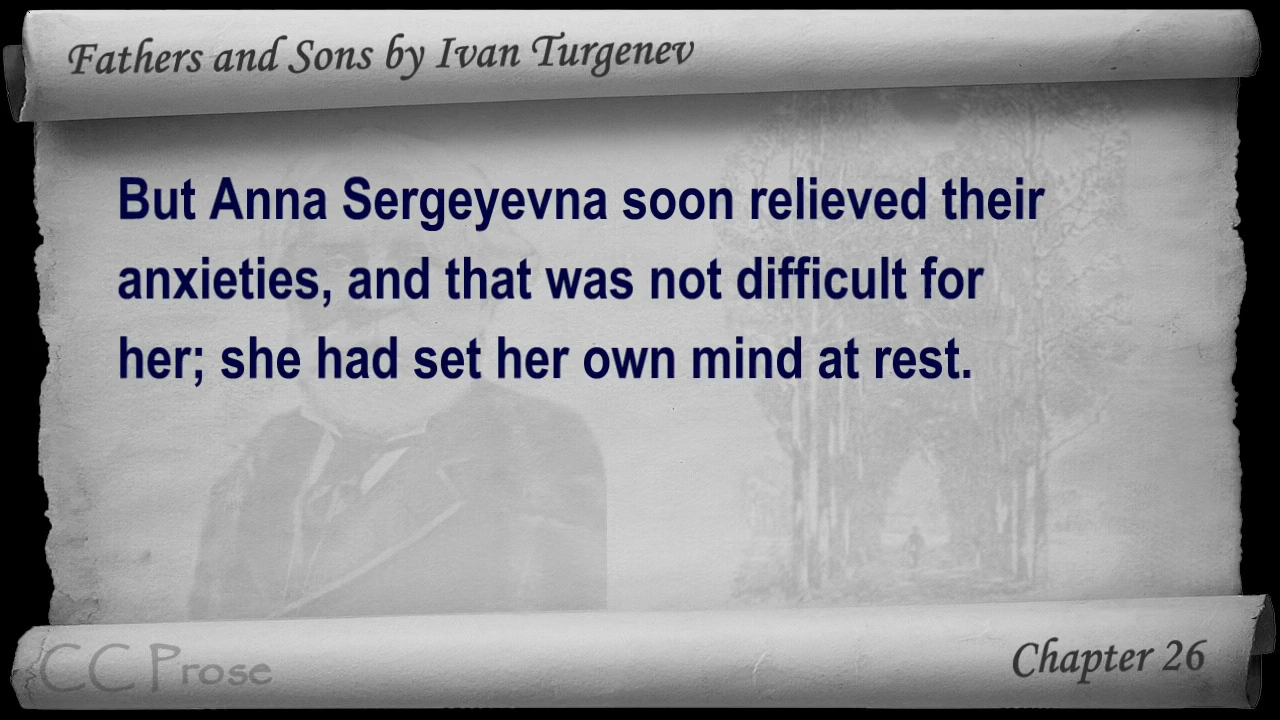 Fathers and Sons by Ivan Turgenev
But Anna Sergeyevna soon relieved their
anxieties, and that was not difficult for
her; she had set her own mind at rest.
CC Prose
Chapter 26